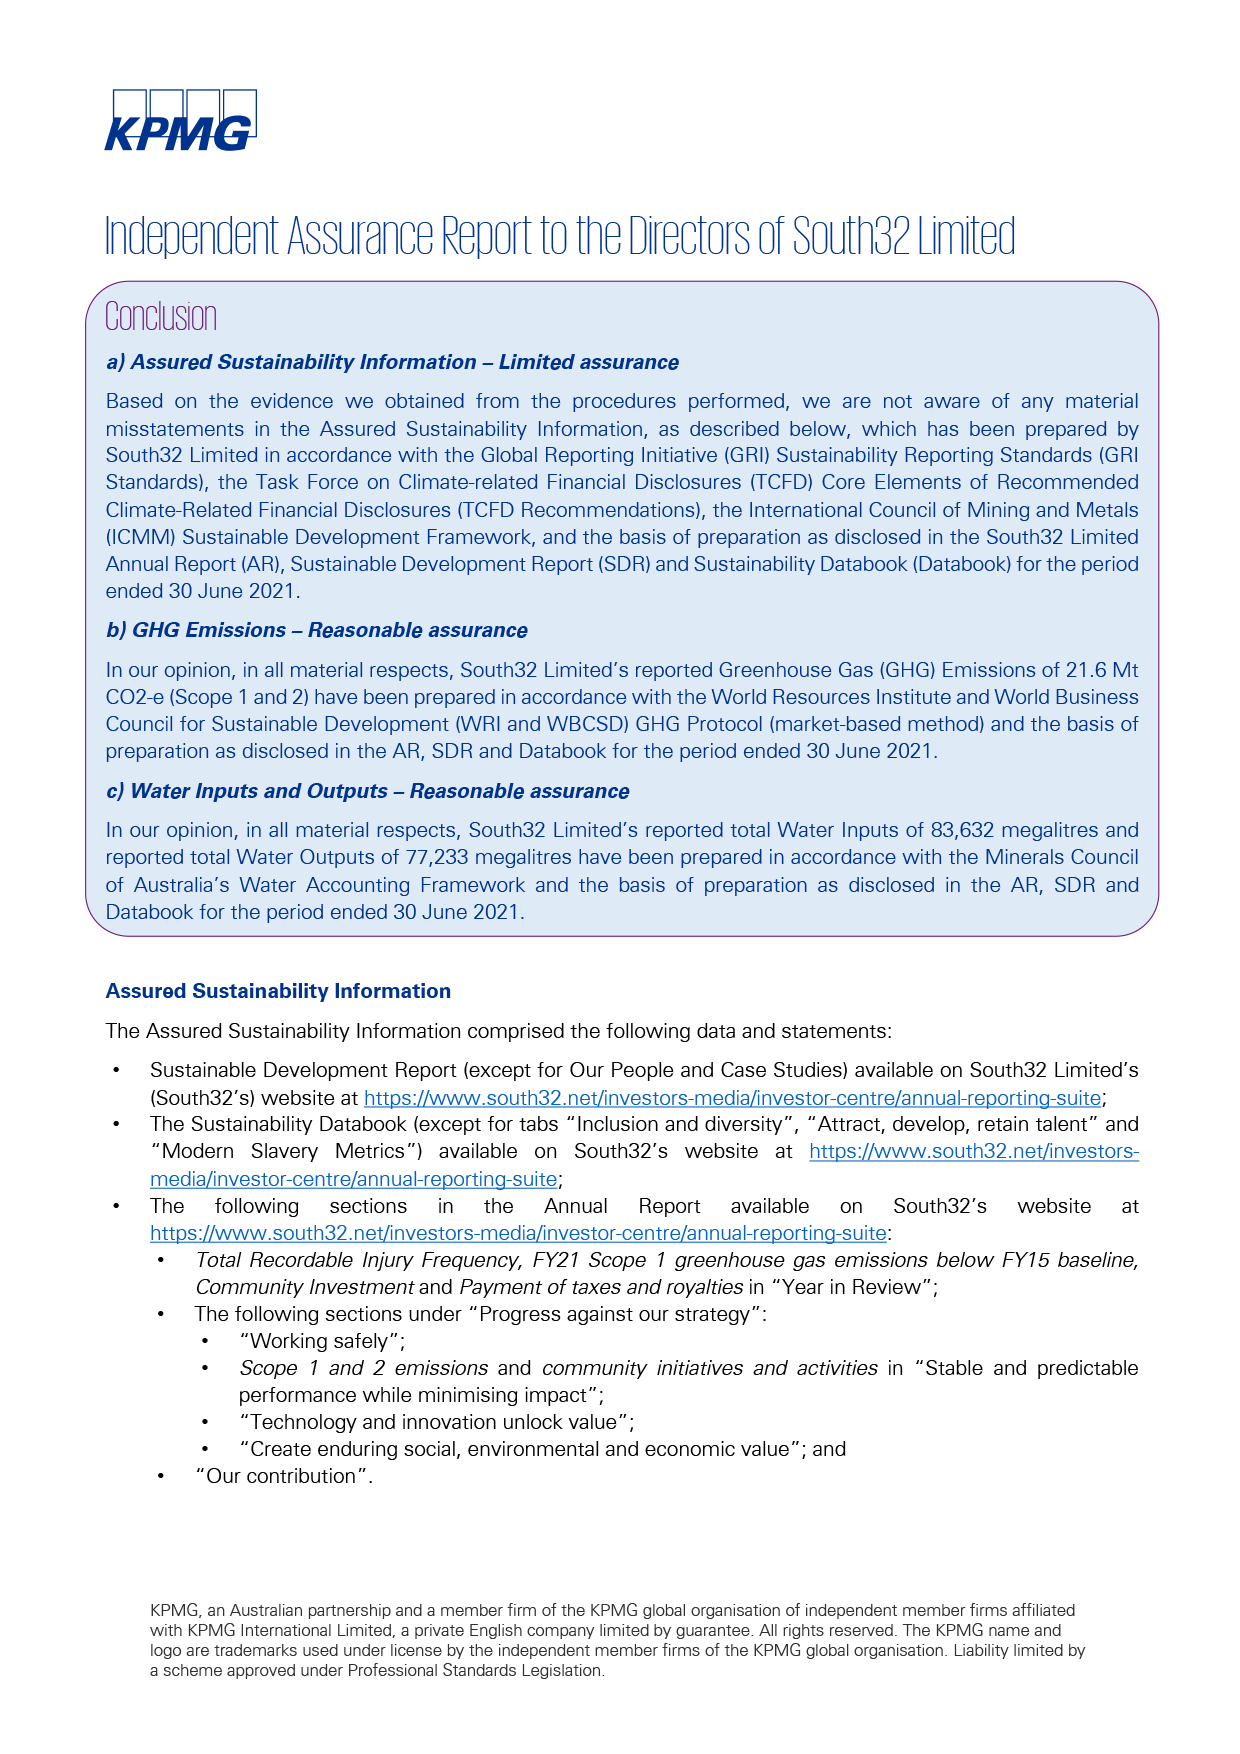 KPMG
Independent Assurance Report to the Directors of South32 Limited
Conclusion
a) Assured Sustainability Information – Limited assurance
Based on the evidence we obtained from the procedures performed, we are not aware of any material
misstatements in the Assured Sustainability Information, as described below, which has been prepared by
South32 Limited in accordance with the Global Reporting Initiative (GRI) Sustainability Reporting Standards (GRI
Standards), the Task Force on Climate-related Financial Disclosures (TCFD) Core Elements of Recommended
Climate-Related Financial Disclosures (TCFD Recommendations), the International Council of Mining and Metals
(ICMM) Sustainable Development Framework, and the basis of preparation as disclosed in the South32 Limited
Annual Report (AR), Sustainable Development Report (SDR) and Sustainability Databook (Databook) for the period
ended 30 June 2021.
b) GHG Emissions – Reasonable assurance
In our opinion, in all material respects, South32 Limited’s reported Greenhouse Gas (GHG) Emissions of 21.6 Mt
CO2-e (Scope 1 and 2) have been prepared in accordance with the World Resources Institute and World Business
Council for Sustainable Development (WRI and WBCSD) GHG Protocol (market-based method) and the basis of
preparation as disclosed in the AR, SDR and Databook for the period ended 30 June 2021.
c) Water Inputs and Outputs – Reasonable assurance
In our opinion, in all material respects, South32 Limited’s reported total Water Inputs of 83,632 megalitres and
reported total Water Outputs of 77,233 megalitres have been prepared in accordance with the Minerals Council
of Australia’s Water Accounting Framework and the basis of preparation as disclosed in the AR, SDR and
Databook for the period ended 30 June 2021.
Assured Sustainability Information
The Assured Sustainability Information comprised the following data and statements:
• Sustainable Development Report (except for Our People and Case Studies) available on South32 Limited’s
(South32’s) website at https://www.south32.net/investors-media/investor-centre/annual-reporting-suite;
• The Sustainability Databook (except for tabs “Inclusion and diversity”, “Attract, develop, retain talent” and
“Modern Slavery Metrics”) available on South32’s website at https://www.south32.net/investors-
media/investor-centre/annual-reporting-suite;
• The following sections in the Annual Report available on South32’s website at
https://www.south32.net/investors-media/investor-centre/annual-reporting-suite:
• Total Recordable Injury Frequency, FY21 Scope 1 greenhouse gas emissions below FY15 baseline,
Community Investment and Payment of taxes and royalties in “Year in Review”;
• The following sections under “Progress against our strategy”:
• “Working safely”;
• Scope 1 and 2 emissions and community initiatives and activities in “Stable and predictable
performance while minimising impact”;
• “Technology and innovation unlock value”;
• “Create enduring social, environmental and economic value”; and
• “Our contribution”.
KPMG, an Australian partnership and a member firm of the KPMG global organisation of independent member firms affiliated
with KPMG International Limited, a private English company limited by guarantee. All rights reserved. The KPMG name and
logo are trademarks used under license by the independent member firms of the KPMG global organisation. Liability limited by
a scheme approved under Professional Standards Legislation.